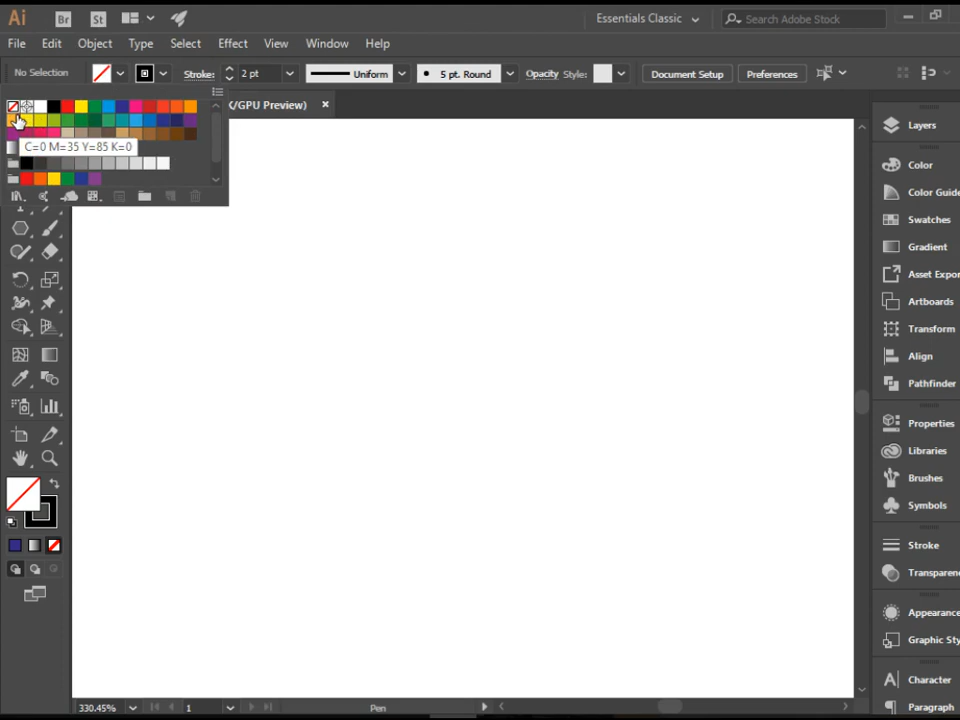 Ai Br St Essentials Classic Search Adobe Stock
File Edit Object Type Select Effect View Window Help
No Selection Stroke: 2 pt Uniform 5 pt. Round Opacity Style: Document Setup Preferences
K/GPU Preview) ×
C=0 M=35 Y=85 K=0
Layers
Color
Color Guide
Swatches
Gradient
Asset Expor
Artboards
Transform
Align
Pathfinder
Properties
Libraries
Brushes
Symbols
Stroke
Transparen
Appearance
Graphic Sty
Character
Paragraph
330.45% 1 Pen